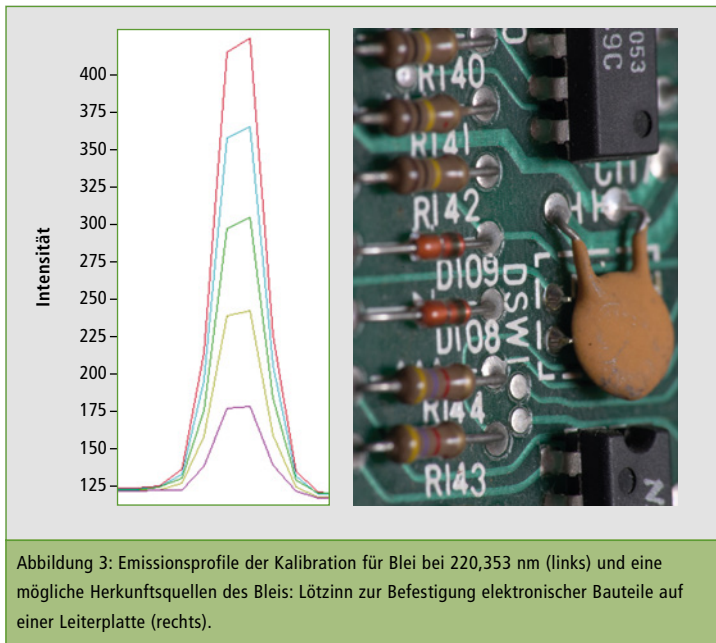 400
375
350
325
300
275
250
225
200
175
150
125
Intensität
053
9C
R140
R141
R142
D109
D108
DSW1
R144
R143
N
Abbildung 3: Emissionsprofile der Kalibration für Blei bei 220,353 nm (links) und eine
mögliche Herkunftsquellen des Bleis: Lötzinn zur Befestigung elektronischer Bauteile auf
einer Leiterplatte (rechts).